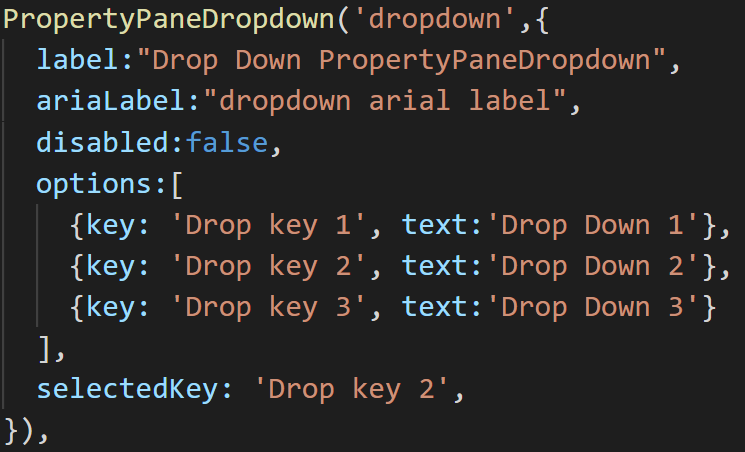 PropertyPaneDropdown('dropdown',{
label:"Drop Down PropertyPaneDropdown",
ariaLabel:"dropdown arial label",
disabled:false,
options:[
{key: 'Drop key 1', text:'Drop Down 1'},
{key: 'Drop key 2', text:'Drop Down 2'},
{key: 'Drop key 3', text:'Drop Down 3'}
],
selectedKey: 'Drop key 2',
}),